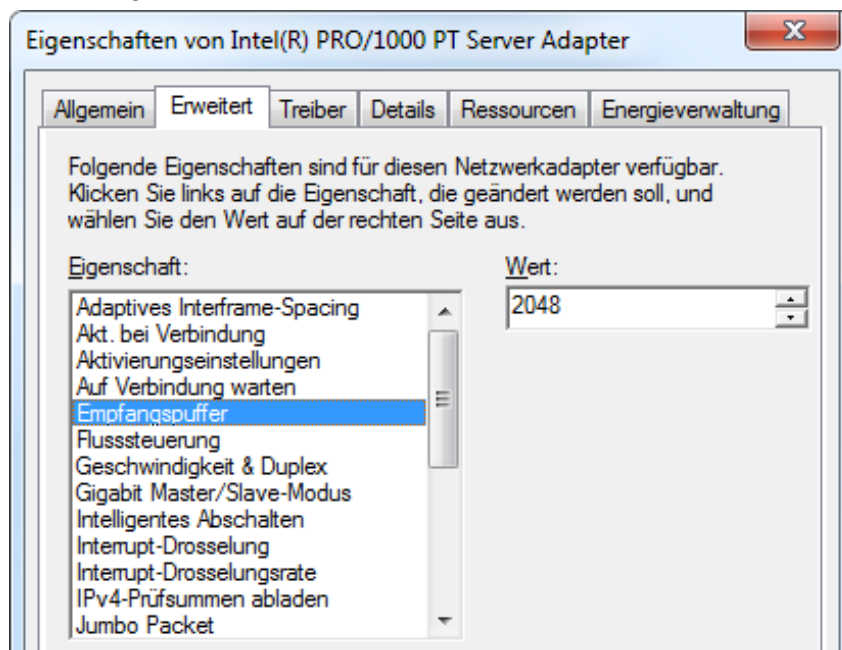 Eigenschaften von Intel(R) PRO/1000 PT Server Adapter
Allgemein Erweitert Treiber Details Ressourcen Energieverwaltung
Folgende Eigenschaften sind für diesen Netzwerkadapter verfügbar.
Klicken Sie links auf die Eigenschaft, die geändert werden soll, und
wählen Sie den Wert auf der rechten Seite aus.
Eigenschaft:
Wert:
Adaptives Interframe-Spacing
Akt. bei Verbindung
Aktivierungseinstellungen
Auf Verbindung warten
Empfangspuffer
Flusssteuerung
Geschwindigkeit & Duplex
Gigabit Master/Slave-Modus
Intelligentes Abschalten
Interrupt-Drosselung
Interrupt-Drosselungsrate
IPv4-Prüfsummen abladen
Jumbo Packet
2048